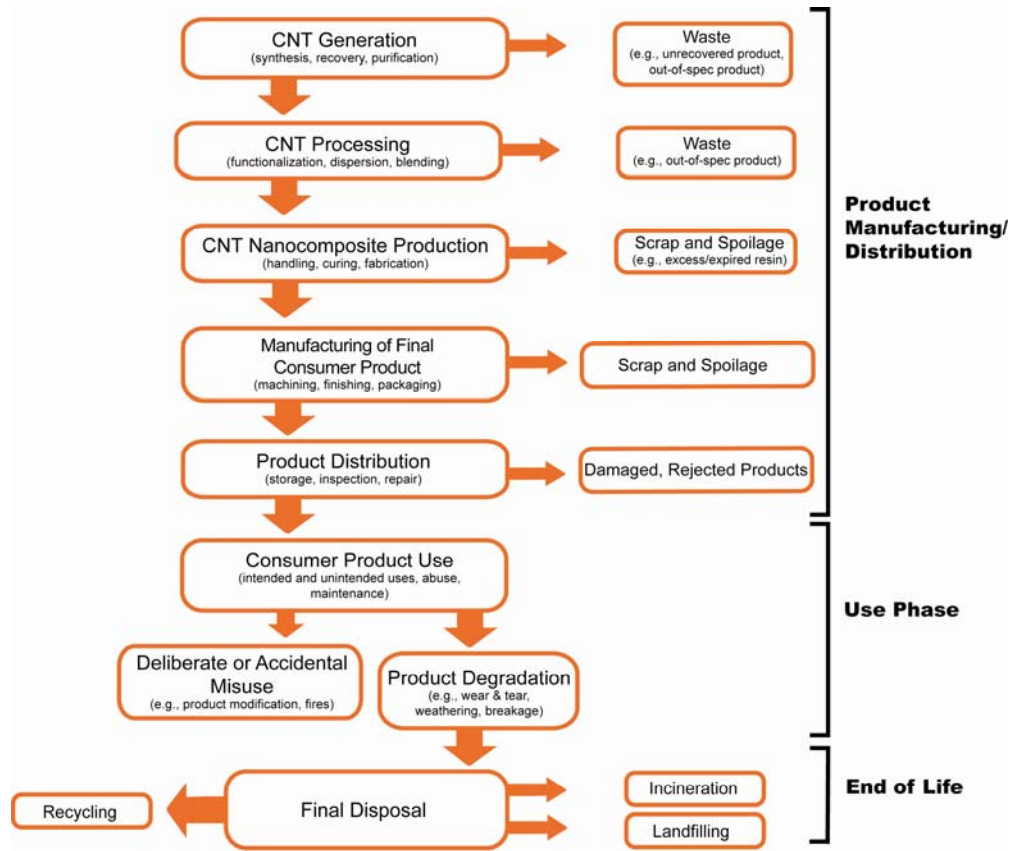 CNT Generation
(synthesis, recovery, purification)
Waste
(e.g., unrecovered product,
out-of-spec product)
CNT Processing
(functionalization, dispersion, blending)
Waste
(e.g., out-of-spec product)
CNT Nanocomposite Production
(handling, curing, fabrication)
Scrap and Spoilage
(e.g., excess/expired resin)
Manufacturing of Final
Consumer Product
(machining, finishing, packaging)
Scrap and Spoilage
Product Distribution
(storage, inspection, repair)
Damaged, Rejected Products
Product
Manufacturing/
Distribution
Consumer Product Use
(intended and unintended uses, abuse,
maintenance)
Deliberate or Accidental
Misuse
(e.g., product modification, fires)
Product Degradation
(e.g., wear & tear,
weathering, breakage)
Use Phase
Recycling
Final Disposal
Incineration
Landfilling
End of Life